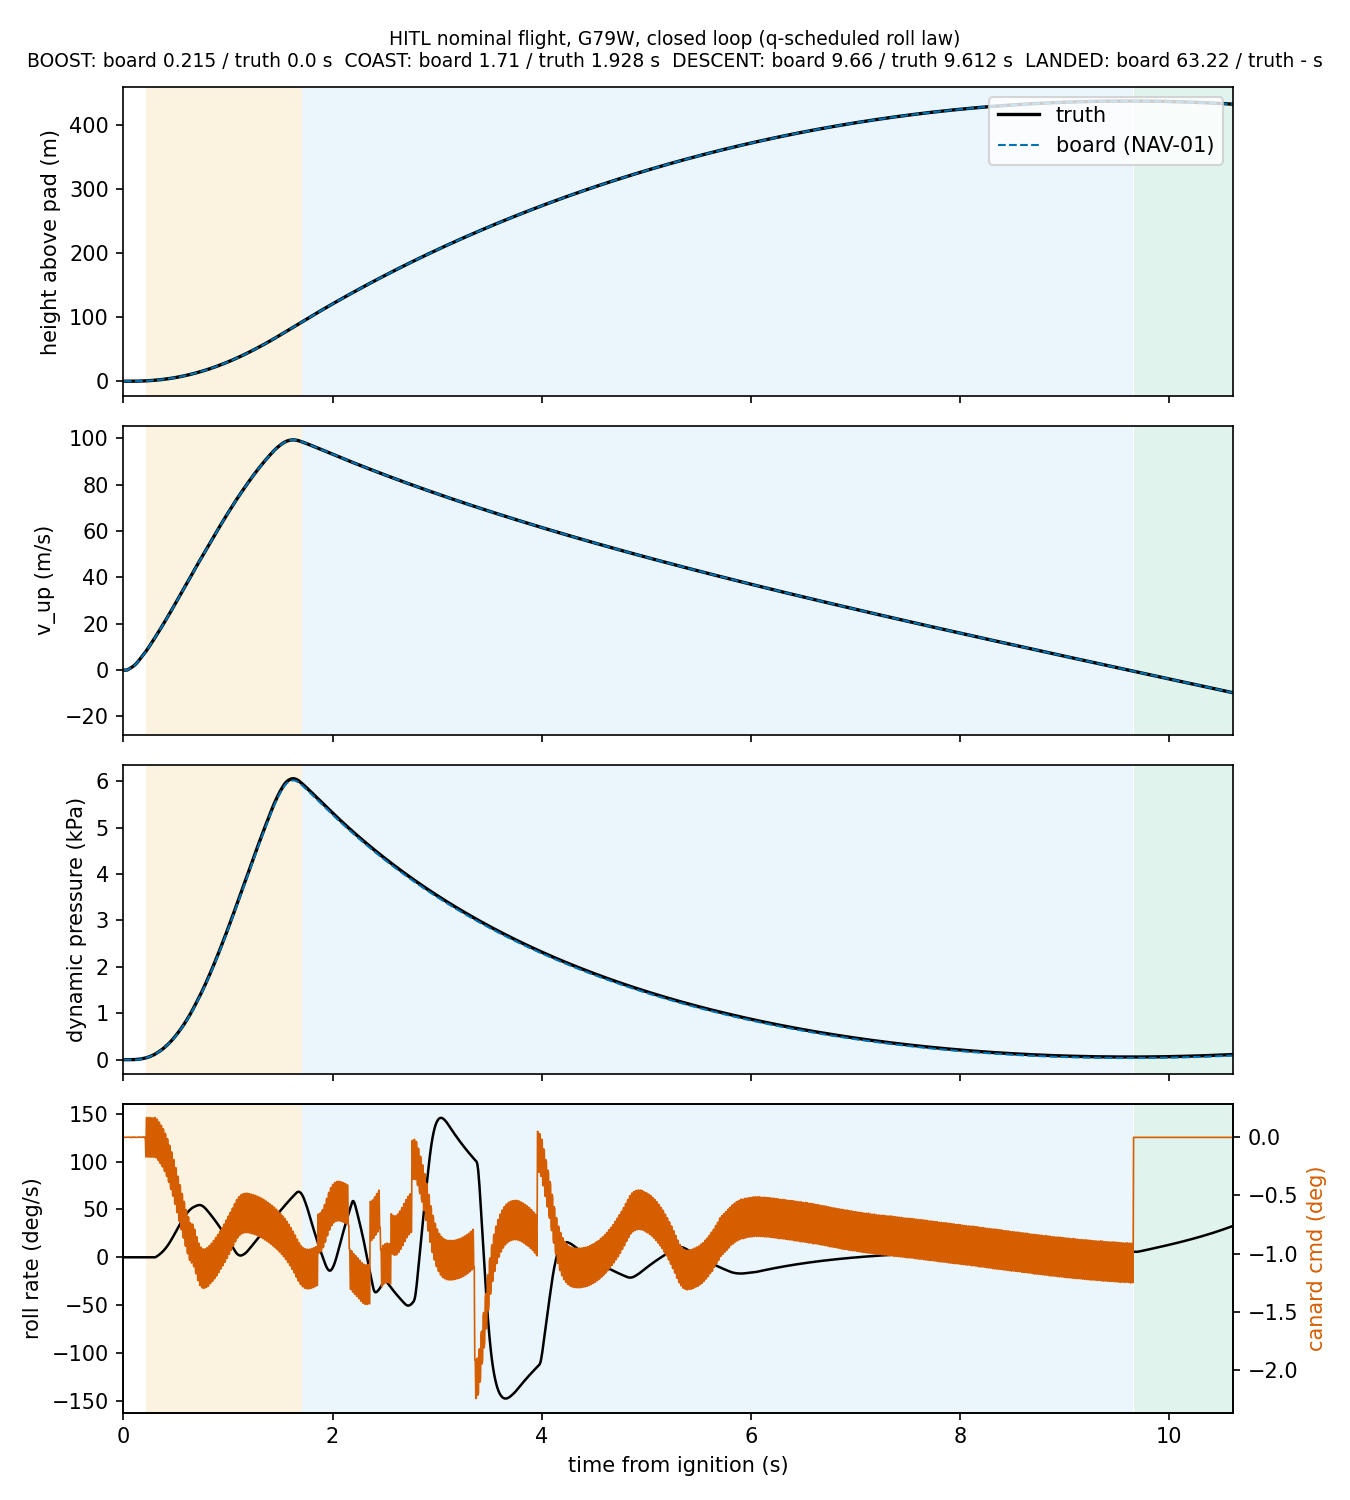 HITL nominal flight, G79W, closed loop (q-scheduled roll law)
BOOST: board 0.215 / truth 0.0 s  COAST: board 1.71 / truth 1.928 s  DESCENT: board 9.66 / truth 9.612 s  LANDED: board 63.22 / truth - s
height above pad (m)
400
300
200
100
0
truth
board (NAV-01)
v_up (m/s)
100
80
60
40
20
0
−20
dynamic pressure (kPa)
6
5
4
3
2
1
0
roll rate (deg/s)
150
100
50
0
−50
−100
−150
0.0
−0.5
−1.0
−1.5
−2.0
canard cmd (deg)
0 2 4 6 8 10
time from ignition (s)